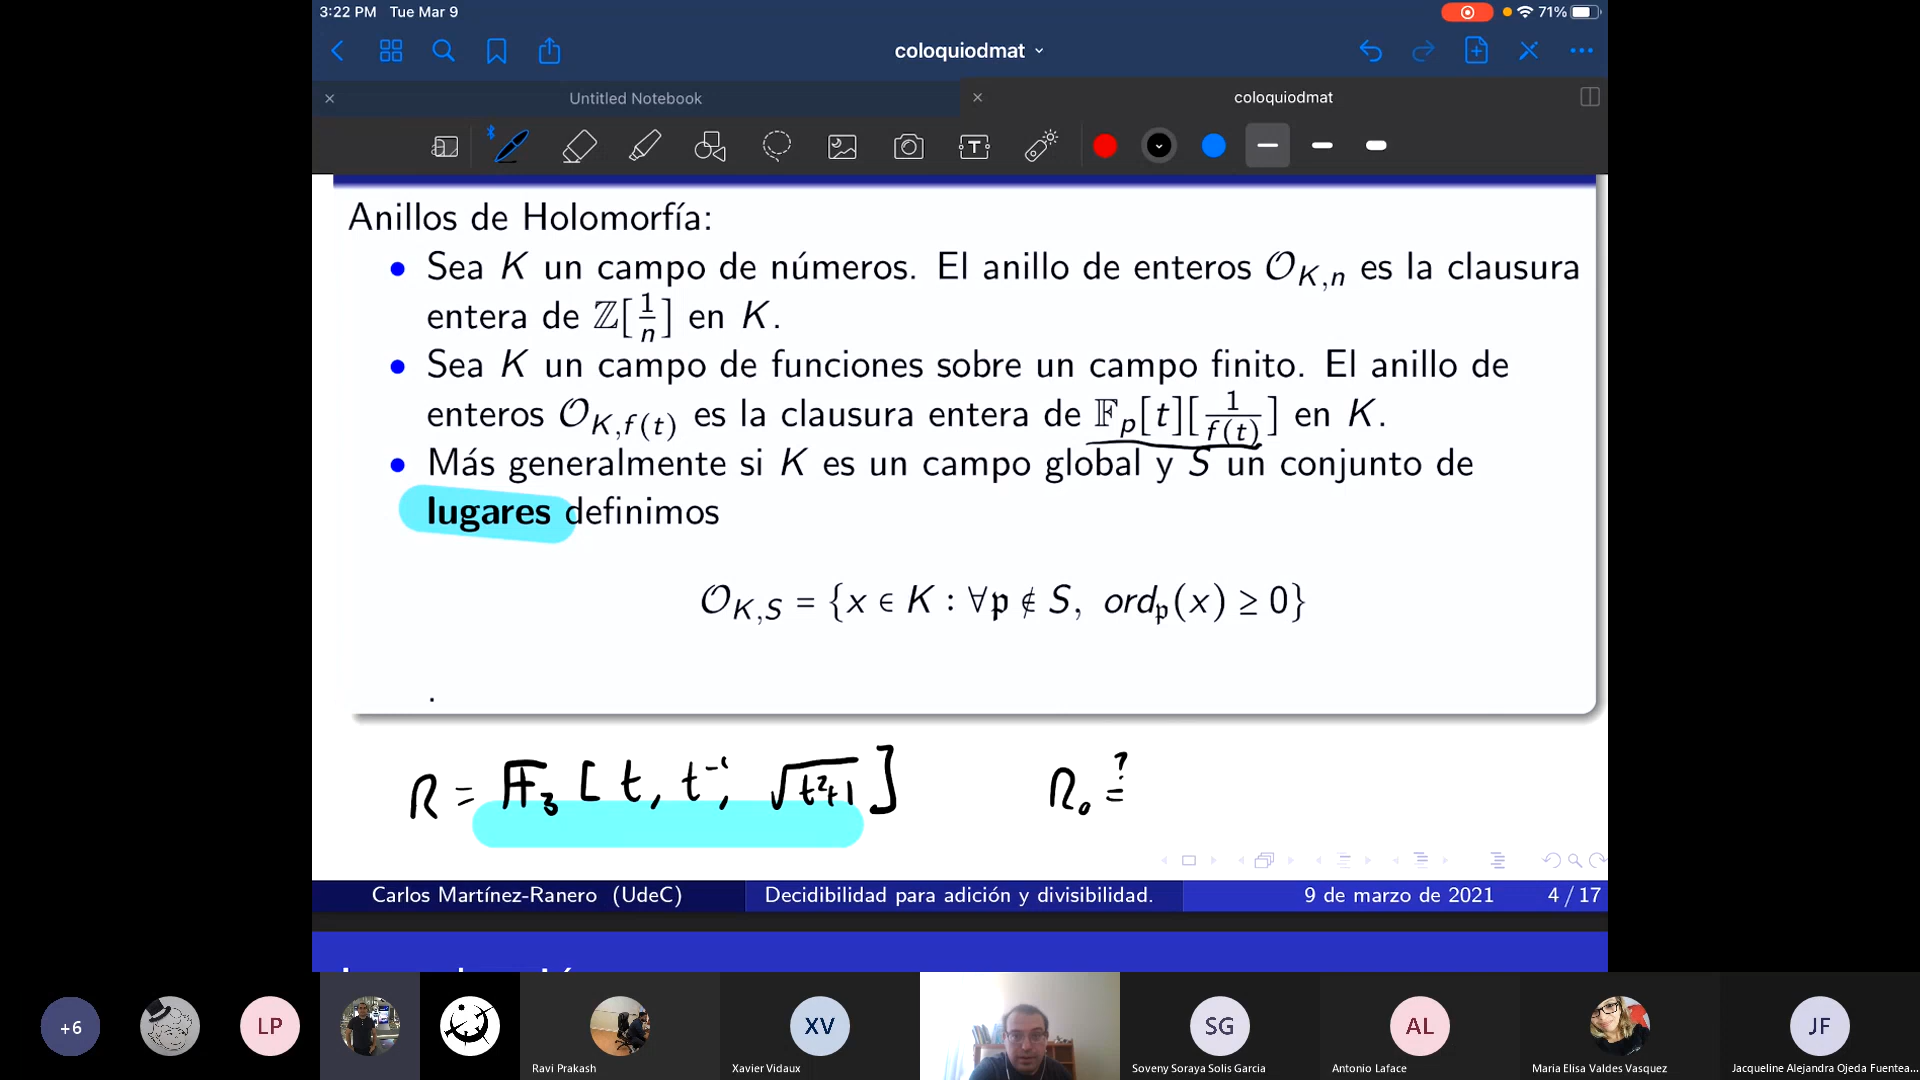 3:22 PM Tue Mar 9
71%
coloquiodmat
Untitled Notebook
coloquiodmat
Anillos de Holomorfía:
• Sea K un campo de números. El anillo de enteros 𝒪_{K,n} es la clausura
entera de ℤ[1/n] en K.
• Sea K un campo de funciones sobre un campo finito. El anillo de
enteros 𝒪_{K,f(t)} es la clausura entera de 𝔽_p[t][1/f(t)] en K.
• Más generalmente si K es un campo global y S un conjunto de
lugares definimos
𝒪_{K,S} = {x ∈ K : ∀𝔭 ∉ S, ord_𝔭(x) ≥ 0}
.
R = 𝔽_3 [t, t^{-1}, √(t²+1)] R_0 ≟
Carlos Martínez-Ranero (UdeC) Decidibilidad para adición y divisibilidad. 9 de marzo de 2021 4 / 17
+6 LP XV SG AL JF
Ravi Prakash Xavier Vidaux Soveny Soraya Solis Garcia Antonio Laface Maria Elisa Valdes Vasquez Jacqueline Alejandra Ojeda Fuentea...